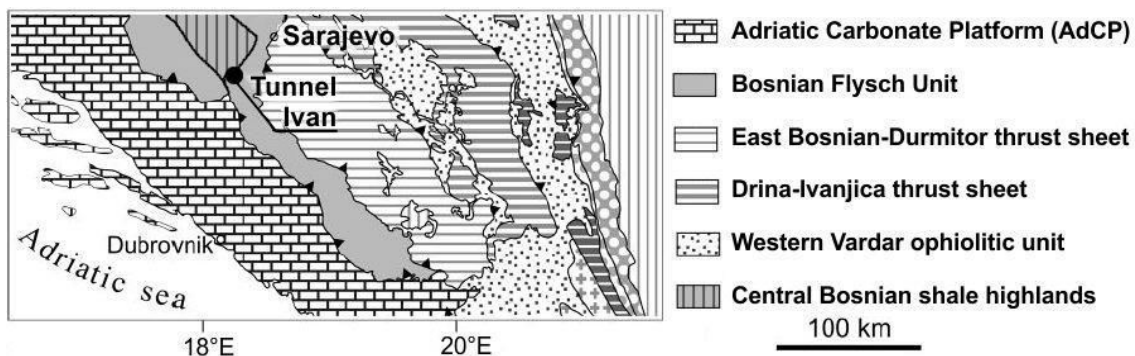 Sarajevo
Tunnel
Ivan
Dubrovnik
Adriatic sea
18°E
20°E
Adriatic Carbonate Platform (AdCP)
Bosnian Flysch Unit
East Bosnian-Durmitor thrust sheet
Drina-Ivanjica thrust sheet
Western Vardar ophiolitic unit
Central Bosnian shale highlands
100 km